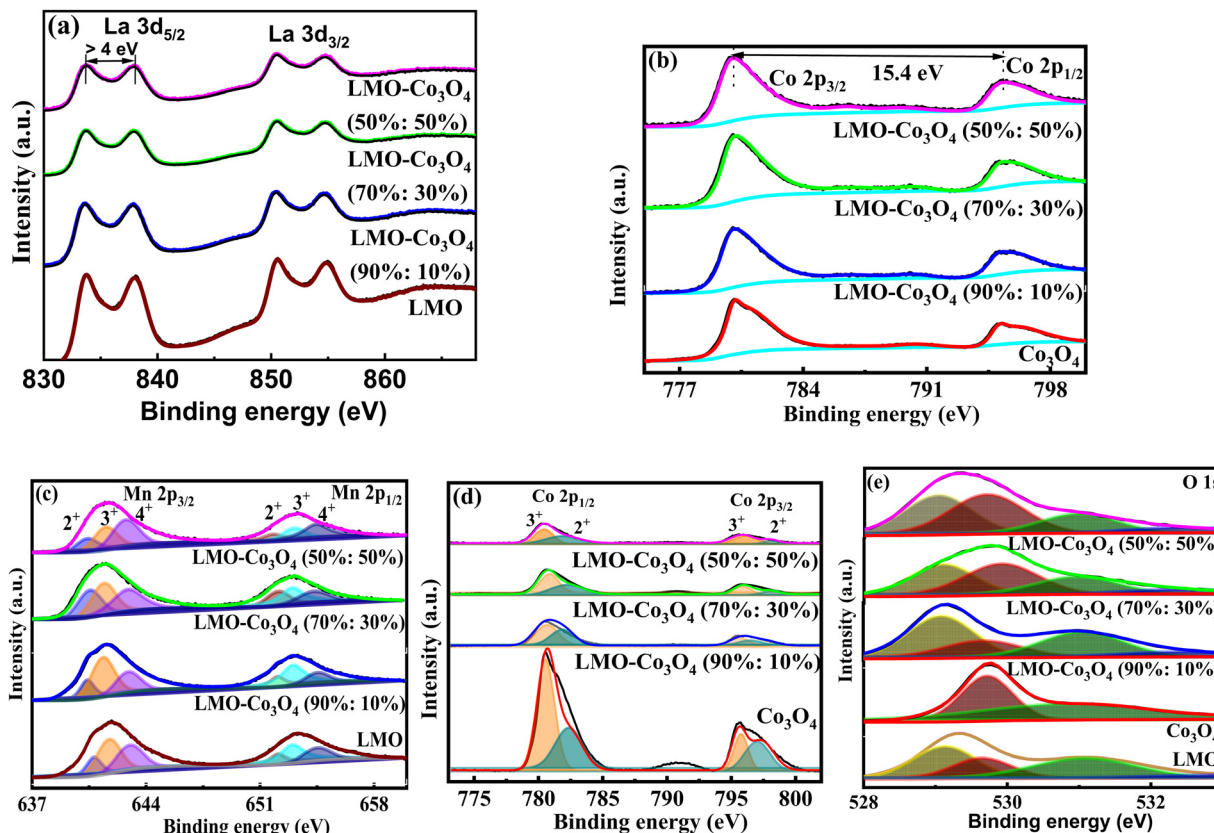 (a)
La 3d5/2
La 3d3/2
> 4 eV
LMO-Co3O4
(50%: 50%)
LMO-Co3O4
(70%: 30%)
LMO-Co3O4
(90%: 10%)
LMO
Intensity (a.u.)
830 840 850 860
Binding energy (eV)
(b)
15.4 eV
Co 2p3/2
Co 2p1/2
LMO-Co3O4 (50%: 50%)
LMO-Co3O4 (70%: 30%)
LMO-Co3O4 (90%: 10%)
Co3O4
Intensity (a.u.)
777 784 791 798
Binding energy (eV)
(c)
Mn 2p3/2
Mn 2p1/2
2+ 3+ 4+
2+ 3+ 4+
LMO-Co3O4 (50%: 50%)
LMO-Co3O4 (70%: 30%)
LMO-Co3O4 (90%: 10%)
LMO
Intensity (a.u.)
637 644 651 658
Binding energy (eV)
(d)
Co 2p1/2
Co 2p3/2
3+ 2+
3+ 2+
LMO-Co3O4 (50%: 50%)
LMO-Co3O4 (70%: 30%)
LMO-Co3O4 (90%: 10%)
Co3O4
Intensity (a.u.)
775 780 785 790 795 800
Binding energy (eV)
(e)
O 1s
LMO-Co3O4 (50%: 50%
LMO-Co3O4 (70%: 30%
LMO-Co3O4 (90%: 10%
Co3O4
LMO
Intensity (a.u.)
528 530 532
Binding energy (eV)